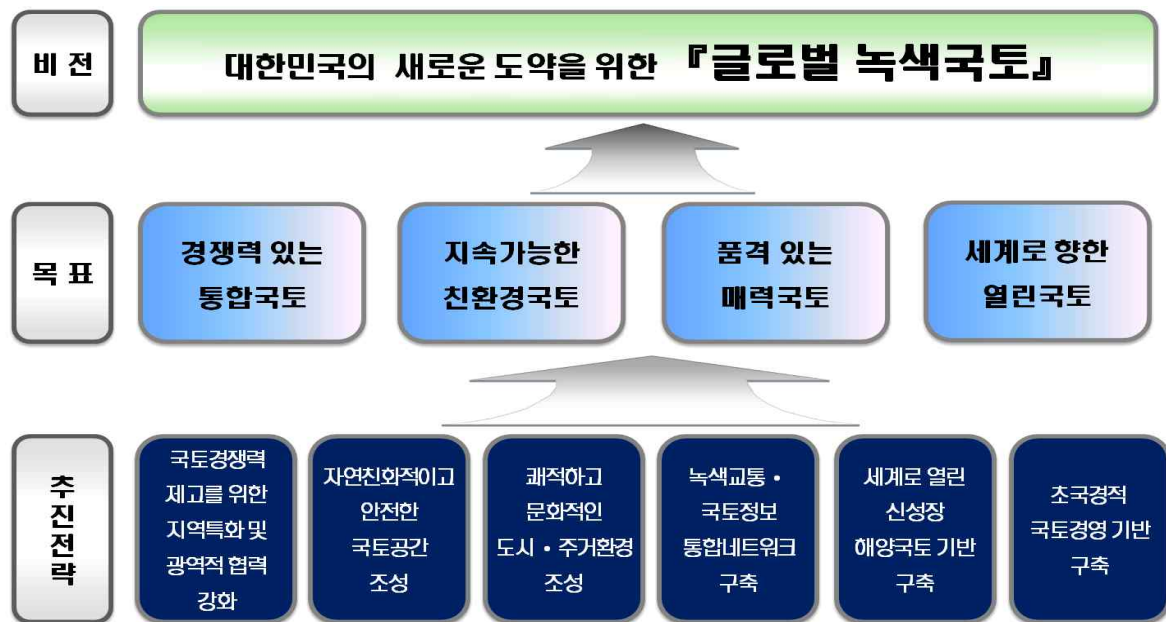 비 전
대한민국의 새로운 도약을 위한 『글로벌 녹색국토』
목 표
경쟁력 있는
통합국토
지속가능한
친환경국토
품격 있는
매력국토
세계로 향한
열린국토
추진전략
국토경쟁력
제고를 위한
지역특화 및
광역적 협력
강화
자연친화적이고
안전한
국토공간
조성
쾌적하고
문화적인
도시•주거환경
조성
녹색교통•
국토정보
통합네트워크
구축
세계로 열린
신성장
해양국토 기반
구축
초국경적
국토경영 기반
구축